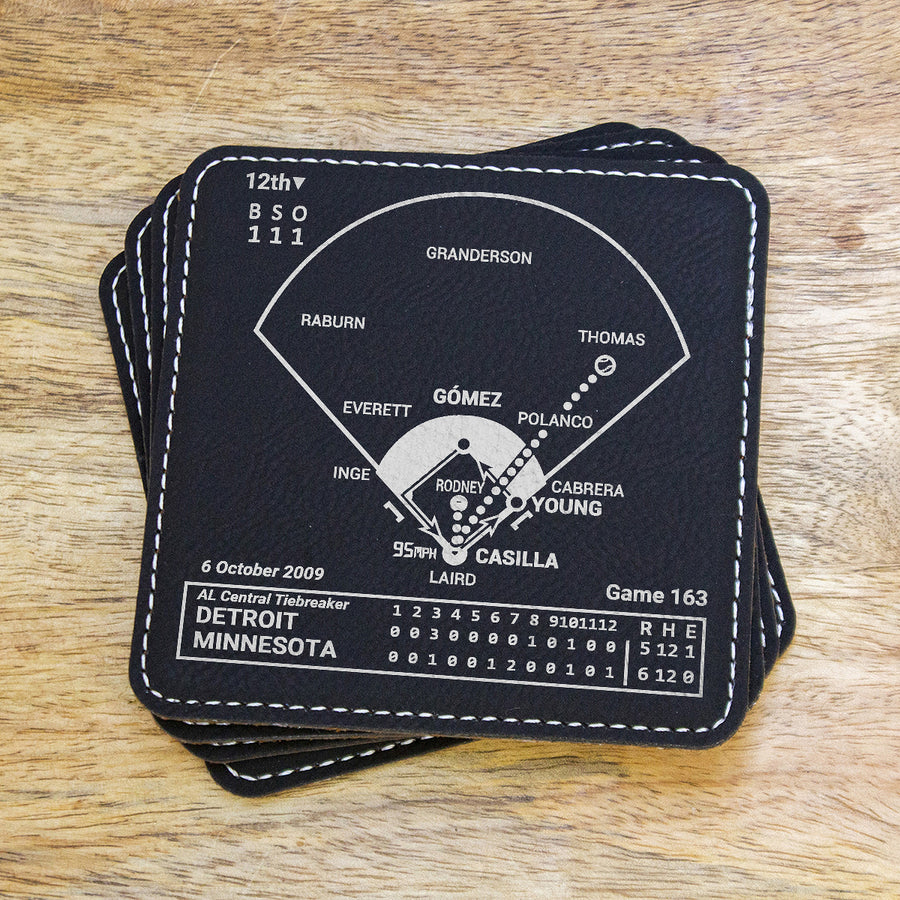 12th▼
B S O
1 1 1
GRANDERSON
RABURN
THOMAS
GÓMEZ
EVERETT
POLANCO
INGE
RODNEY
CABRERA
YOUNG
95MPH
CASILLA
LAIRD
6 October 2009
Game 163
AL Central Tiebreaker
1 2 3 4 5 6 7 8 9 10 11 12 R H E
DETROIT 0 0 3 0 0 0 0 1 0 1 0 0 5 12 1
MINNESOTA 0 0 1 0 0 1 2 0 0 1 0 1 6 12 0